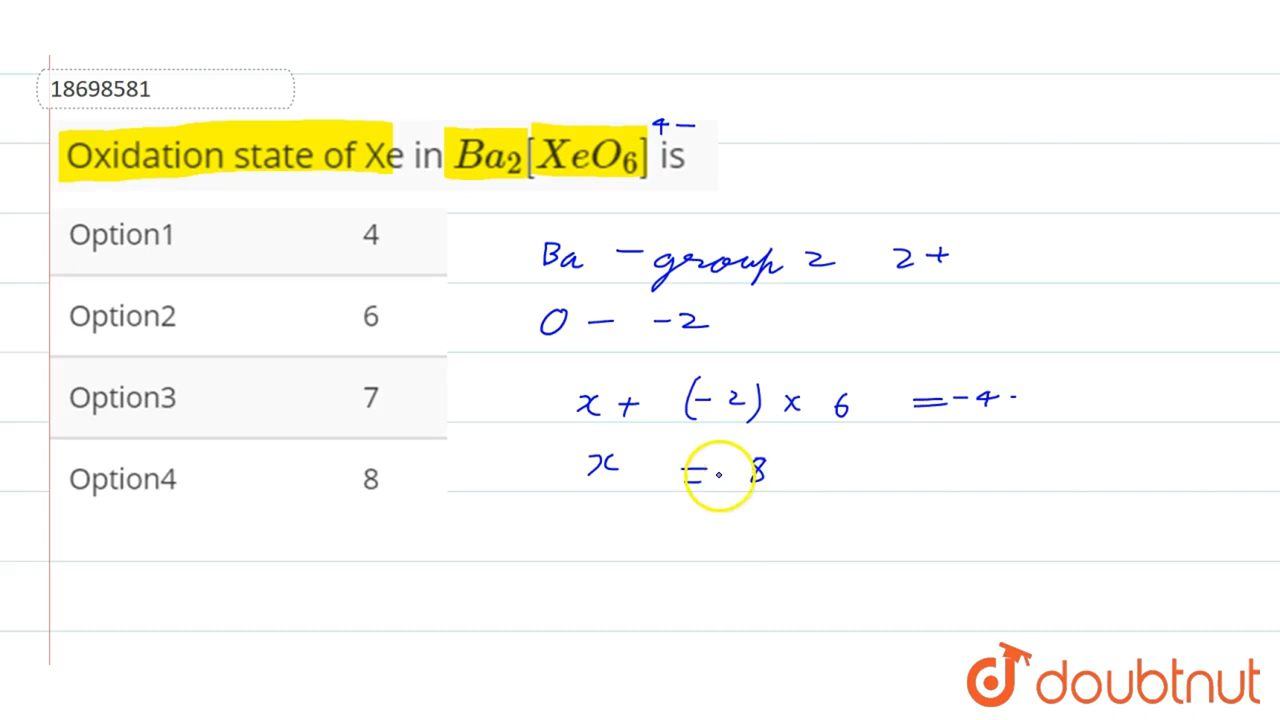 18698581
4 -
Oxidation state of Xe in Ba₂[XeO₆] is
Option1 4
Option2 6
Option3 7
Option4 8
Ba - group 2 2+
O - -2
x + (-2) x 6 = -4.
x = 8
doubtnut